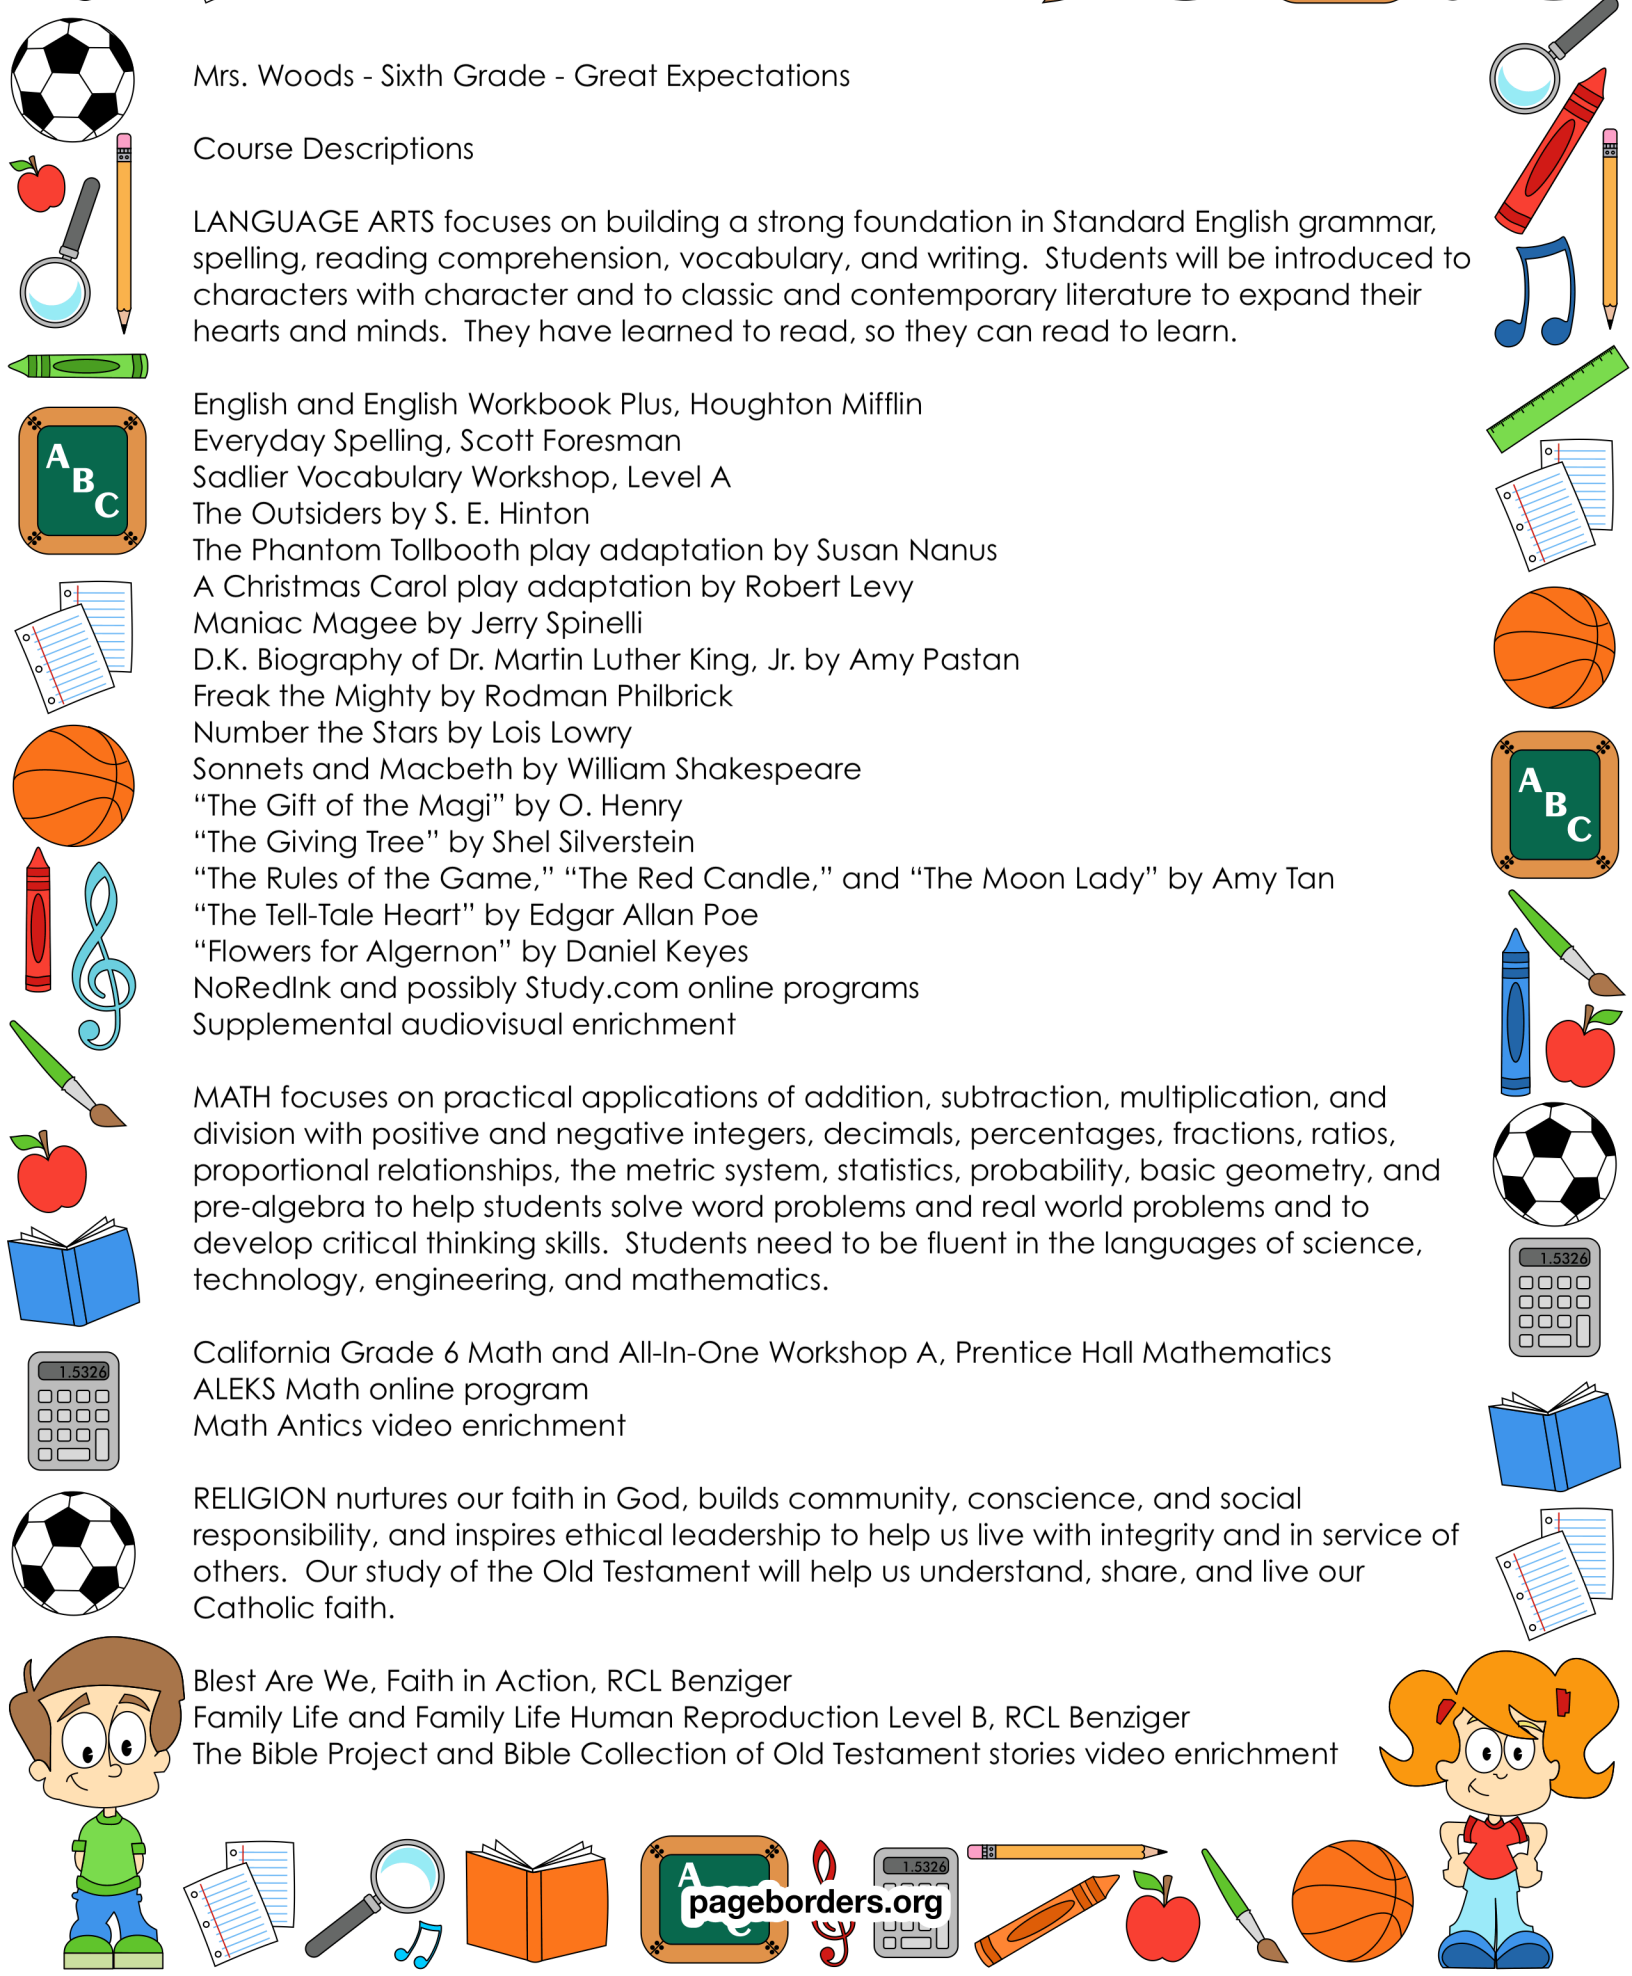 Mrs. Woods - Sixth Grade - Great Expectations
Course Descriptions
LANGUAGE ARTS focuses on building a strong foundation in Standard English grammar,
spelling, reading comprehension, vocabulary, and writing.  Students will be introduced to
characters with character and to classic and contemporary literature to expand their
hearts and minds.  They have learned to read, so they can read to learn.
English and English Workbook Plus, Houghton Mifflin
Everyday Spelling, Scott Foresman
Sadlier Vocabulary Workshop, Level A
The Outsiders by S. E. Hinton
The Phantom Tollbooth play adaptation by Susan Nanus
A Christmas Carol play adaptation by Robert Levy
Maniac Magee by Jerry Spinelli
D.K. Biography of Dr. Martin Luther King, Jr. by Amy Pastan
Freak the Mighty by Rodman Philbrick
Number the Stars by Lois Lowry
Sonnets and Macbeth by William Shakespeare
“The Gift of the Magi” by O. Henry
“The Giving Tree” by Shel Silverstein
“The Rules of the Game,” “The Red Candle,” and “The Moon Lady” by Amy Tan
“The Tell-Tale Heart” by Edgar Allan Poe
“Flowers for Algernon” by Daniel Keyes
NoRedInk and possibly Study.com online programs
Supplemental audiovisual enrichment
MATH focuses on practical applications of addition, subtraction, multiplication, and
division with positive and negative integers, decimals, percentages, fractions, ratios,
proportional relationships, the metric system, statistics, probability, basic geometry, and
pre-algebra to help students solve word problems and real world problems and to
develop critical thinking skills.  Students need to be fluent in the languages of science,
technology, engineering, and mathematics.
California Grade 6 Math and All-In-One Workshop A, Prentice Hall Mathematics
ALEKS Math online program
Math Antics video enrichment
RELIGION nurtures our faith in God, builds community, conscience, and social
responsibility, and inspires ethical leadership to help us live with integrity and in service of
others.  Our study of the Old Testament will help us understand, share, and live our
Catholic faith.
Blest Are We, Faith in Action, RCL Benziger
Family Life and Family Life Human Reproduction Level B, RCL Benziger
The Bible Project and Bible Collection of Old Testament stories video enrichment
A
B
C
A
B
C
1.5326
1.5326
A
C
1.5326
pageborders.org